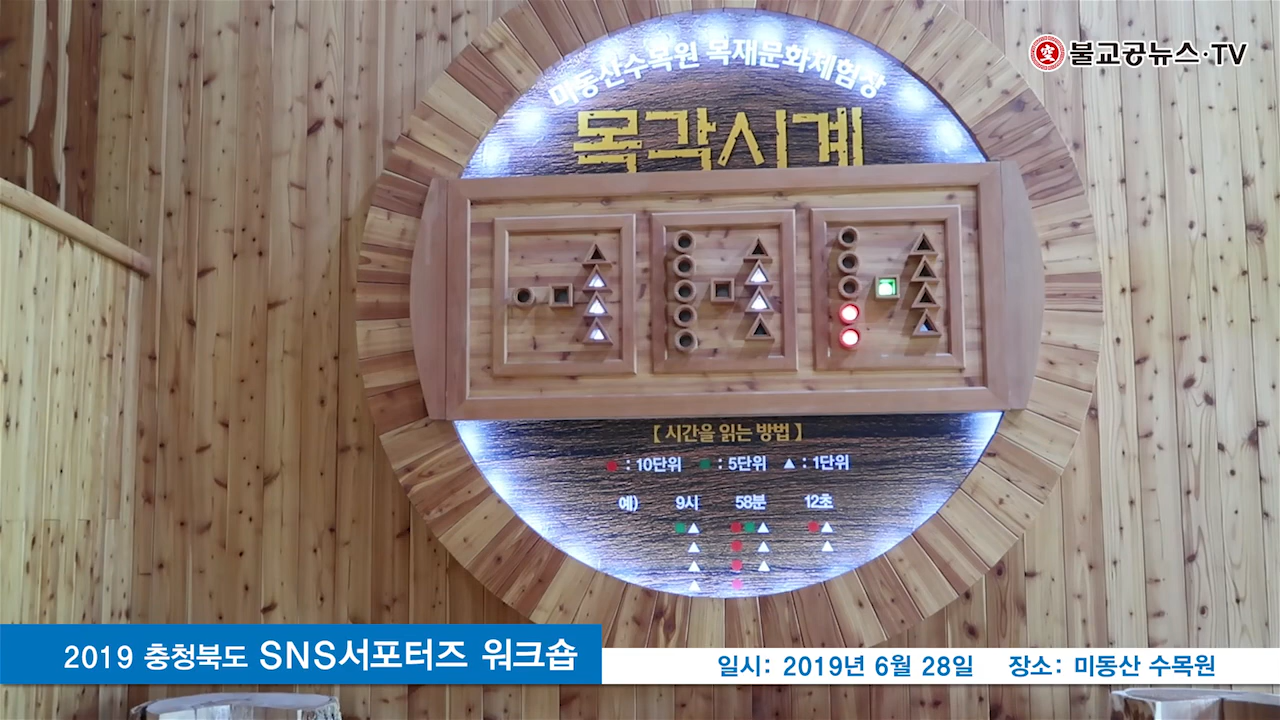 불교공뉴스·TV
미동산수목원 목재문화체험장
목각시계
[ 시간을 읽는 방법 ]
: 10단위 : 5단위 : 1단위
예) 9시 58분 12초
2019 충청북도 SNS서포터즈 워크숍
일시: 2019년 6월 28일 장소: 미동산 수목원